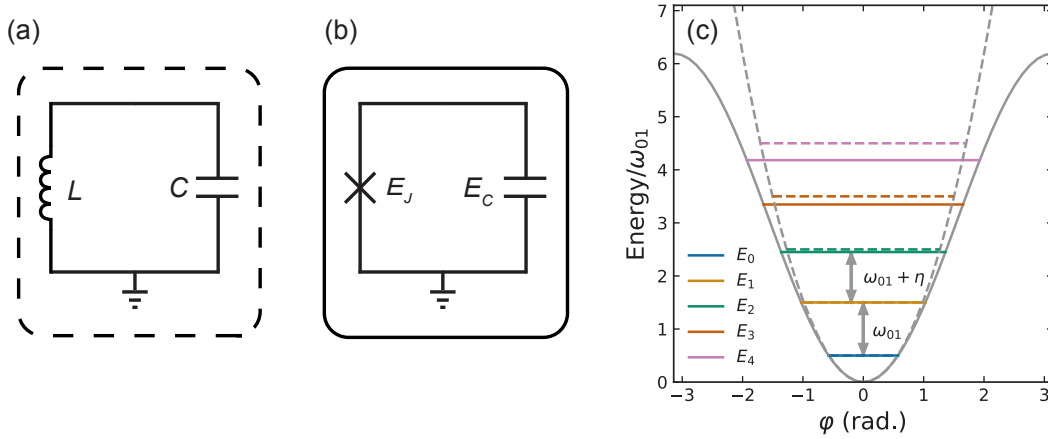 (a)
L
C
(b)
E_J
E_C
(c)
Energy/ω₀₁
7
6
5
4
3
2
1
0
E₀
E₁
E₂
E₃
E₄
ω₀₁ + η
ω₀₁
−3
−2
−1
0
1
2
3
φ (rad.)